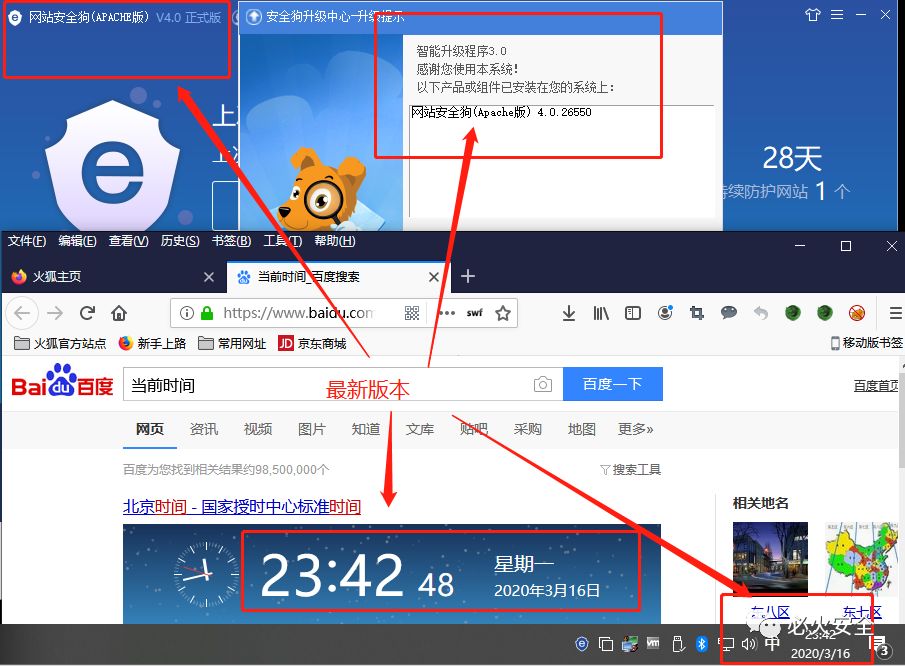 网站安全狗(APACHE版) V4.0 正式版
安全狗升级中心--升级提示
智能升级程序3.0
感谢您使用本系统!
以下产品或组件已安装在您的系统上:
网站安全狗(Apache版) 4.0.26550
28天
持续防护网站 1 个
文件(F) 编辑(E) 查看(V) 历史(S) 书签(B) 工具(T) 帮助(H)
火狐主页
当前时间_百度搜索
https://www.baidu.com
swf
火狐官方站点 新手上路 常用网址 JD 京东商城
移动版书签
Baidu百度
当前时间
百度一下
百度首页
最新版本
网页 资讯 视频 图片 知道 文库 贴吧 采购 地图 更多»
百度为您找到相关结果约98,500,000个
搜索工具
北京时间 - 国家授时中心标准时间
相关地名
23:42 48
星期一
2020年3月16日
东八区 东七区
必火安全
中
23:42
2020/3/16
3